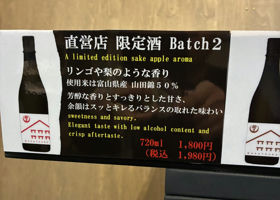 直営店 限定酒 Batch２
A limited edition sake apple aroma
リンゴや梨のような香り
使用米は富山県産 山田錦５０％
芳醇な香りとすっきりとした甘さ、
余韻はスッとキレるバランスの取れた味わい
sweetness and savory.
Elegant taste with low alcohol content and
crisp aftertaste.
720ml 1,800円
(税込 1,980円)